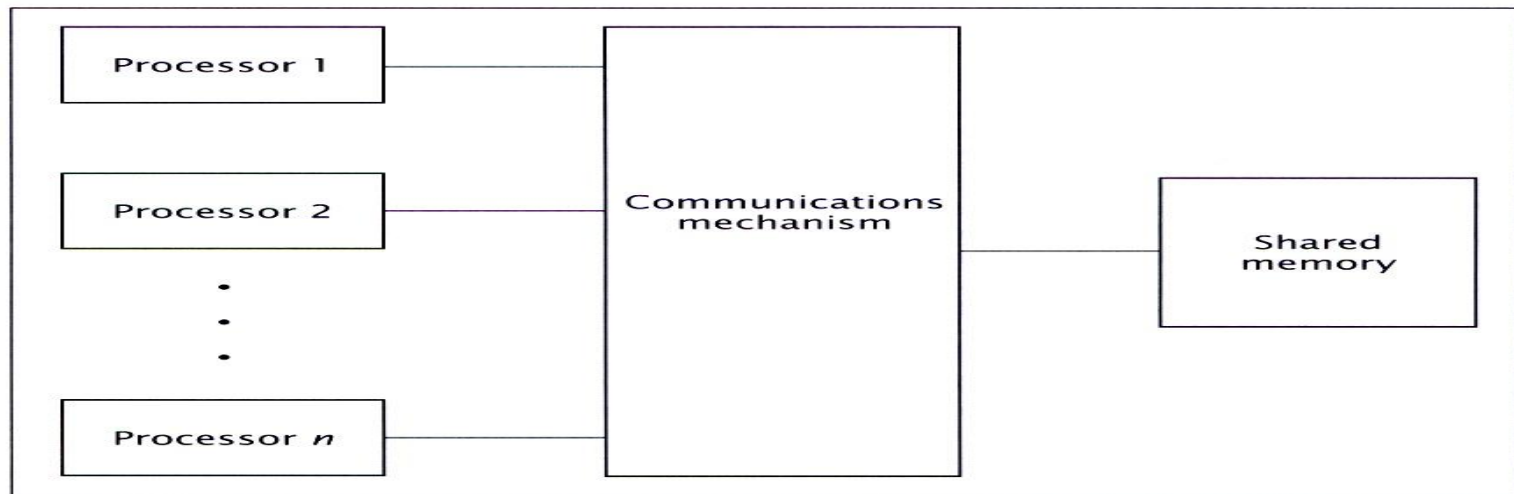 Processor 1
Processor 2
Communications
mechanism
Shared
memory
Processor n